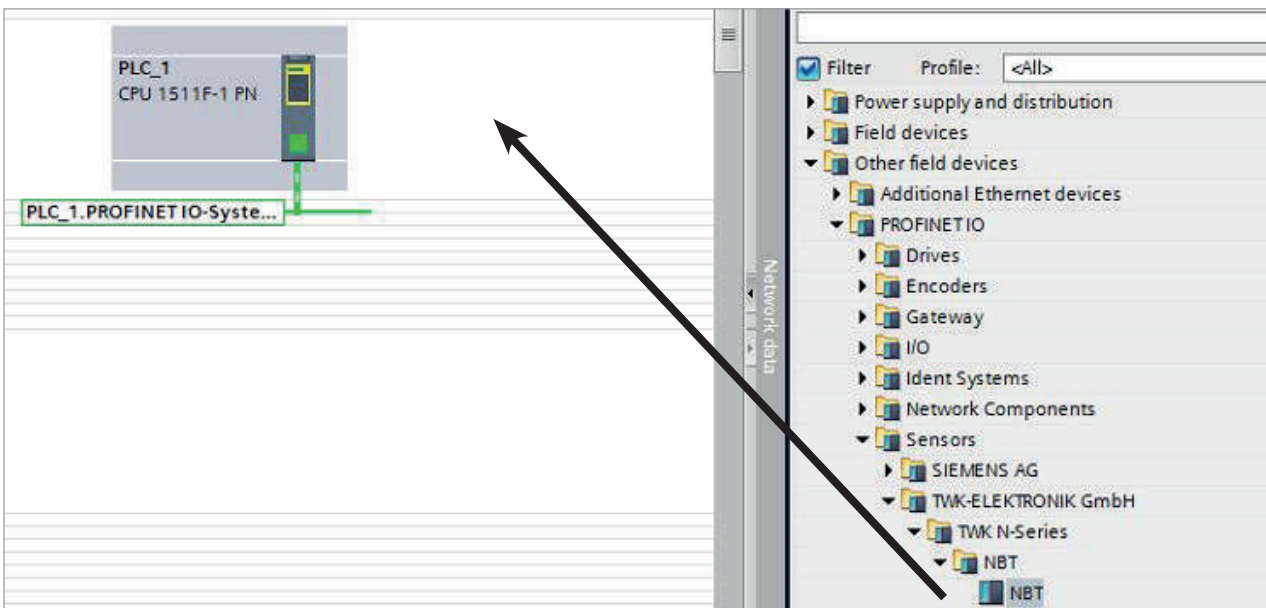 PLC_1
CPU 1511F-1 PN
PLC_1.PROFINET IO-Syste...
Network data
Filter Profile: <All>
Power supply and distribution
Field devices
Other field devices
Additional Ethernet devices
PROFINET IO
Drives
Encoders
Gateway
I/O
Ident Systems
Network Components
Sensors
SIEMENS AG
TWK-ELEKTRONIK GmbH
TWK N-Series
NBT
NBT